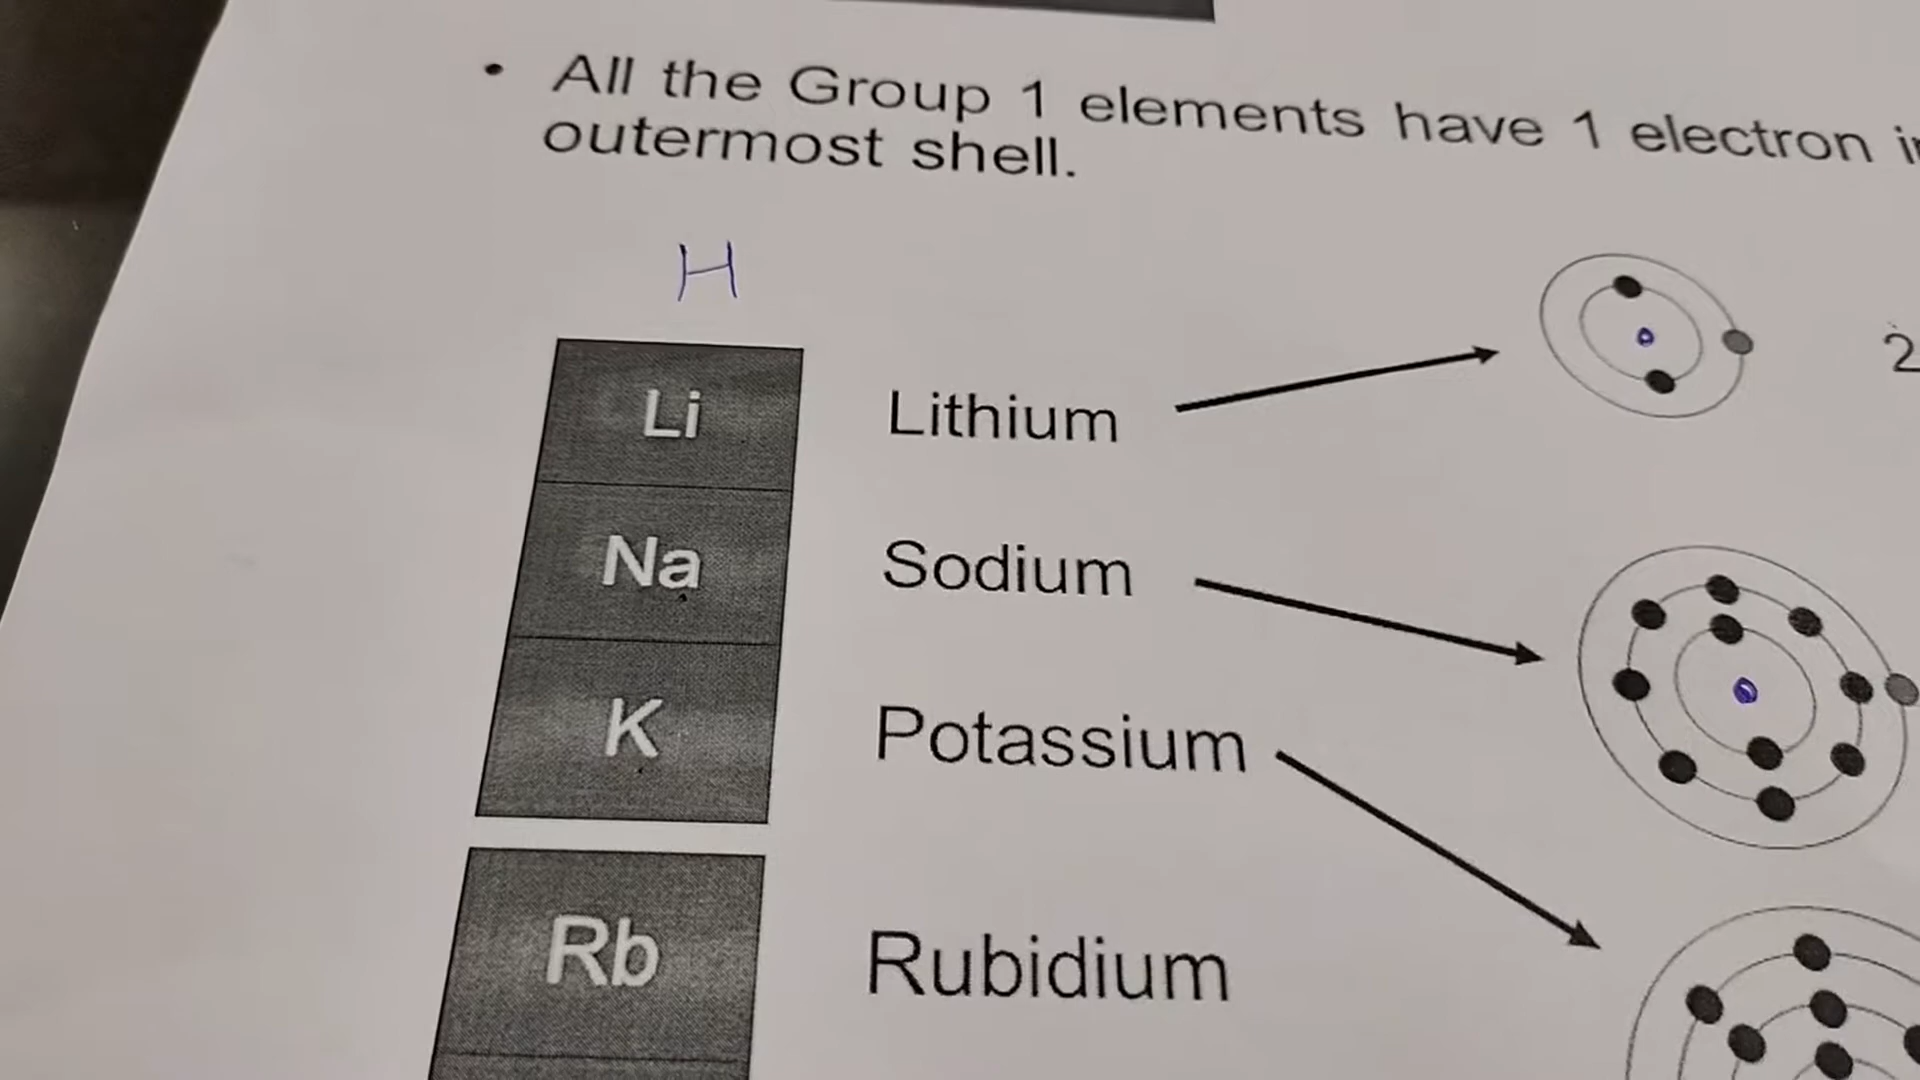 • All the Group 1 elements have 1 electron
outermost shell.
H
Li Lithium
2
Na Sodium
K Potassium
Rb Rubidium